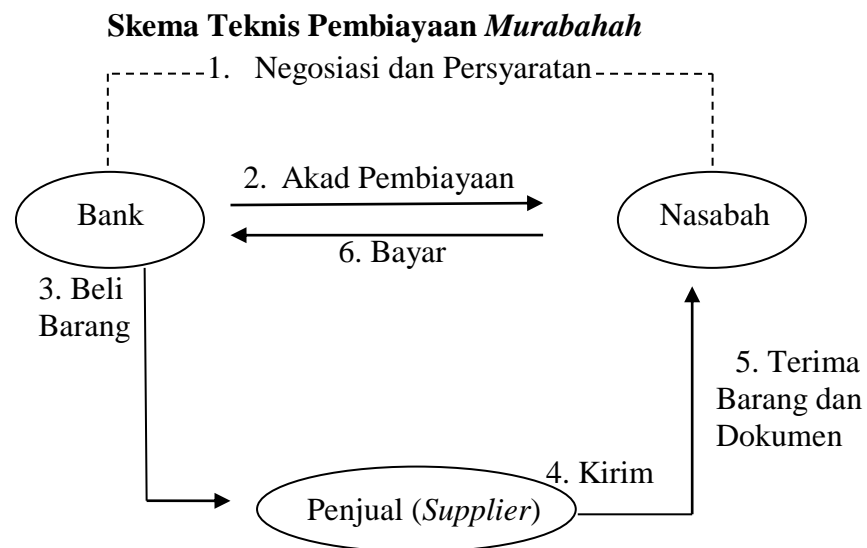 Skema Teknis Pembiayaan Murabahah
1. Negosiasi dan Persyaratan
2. Akad Pembiayaan
Bank
Nasabah
6. Bayar
3. Beli
Barang
5. Terima
Barang dan
Dokumen
4. Kirim
Penjual (Supplier)